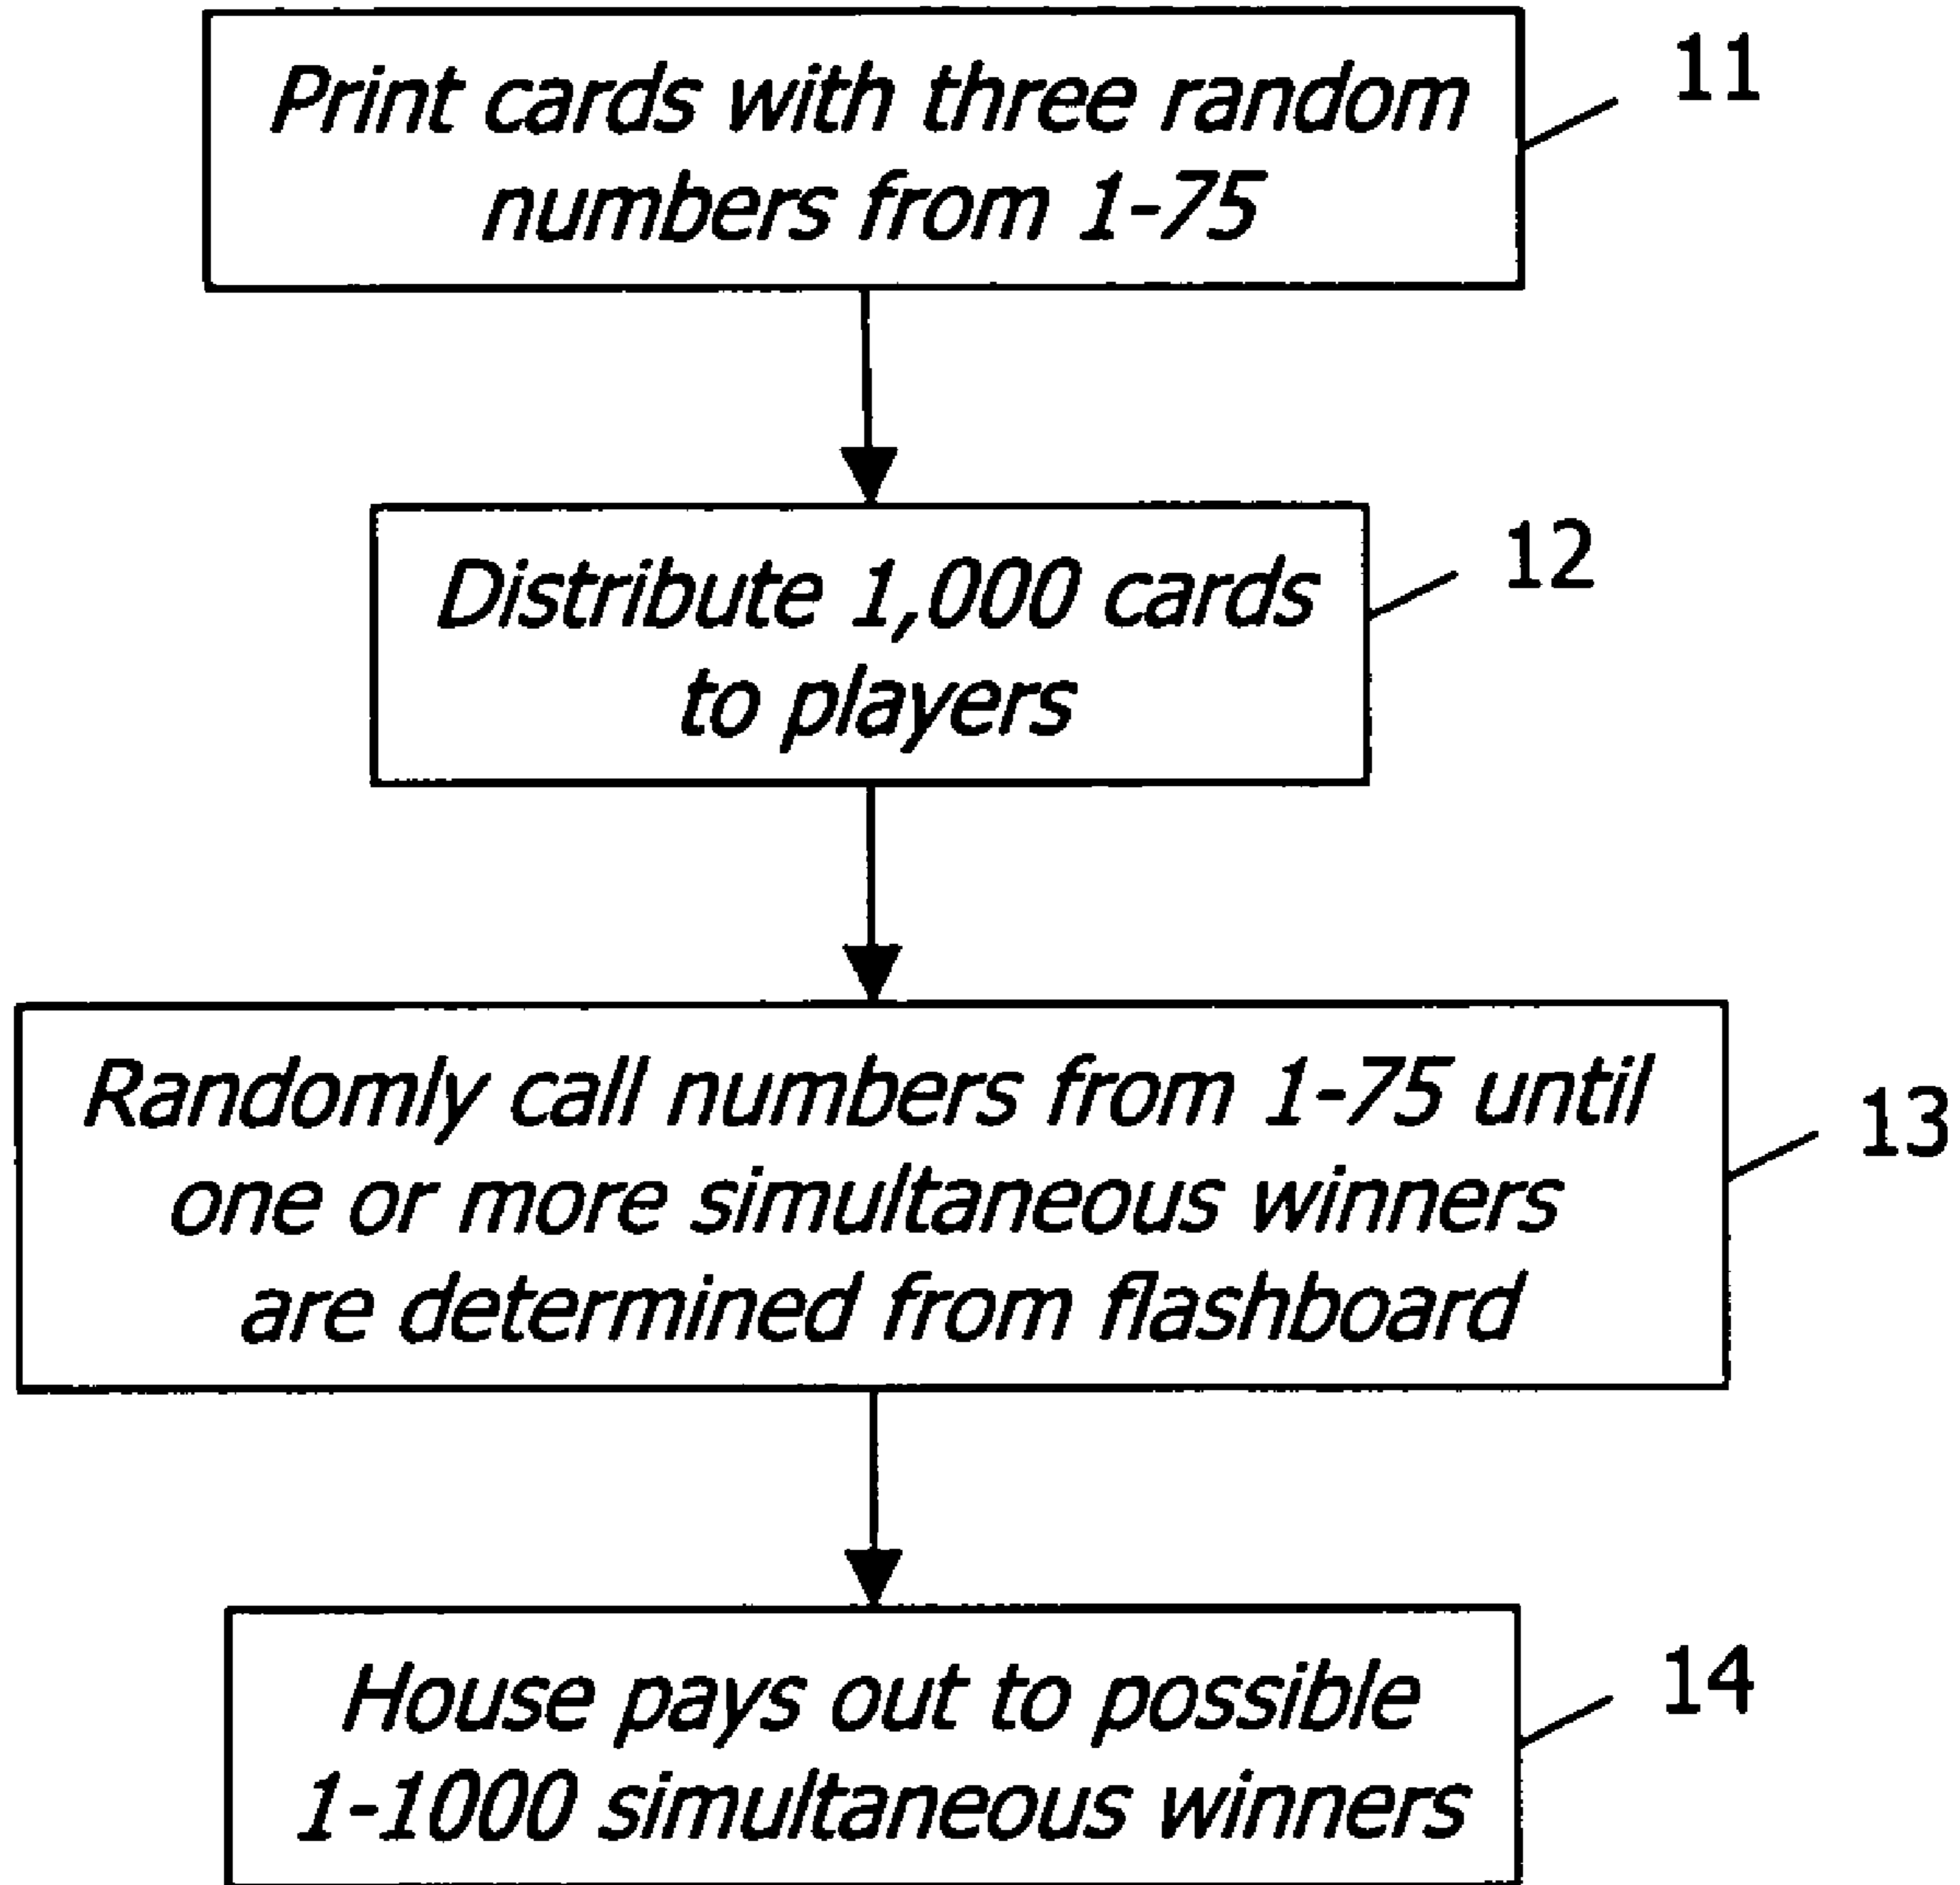 Print cards with three random
numbers from 1-75
11
Distribute 1,000 cards
to players
12
Randomly call numbers from 1-75 until
one or more simultaneous winners
are determined from flashboard
13
House pays out to possible
1-1000 simultaneous winners
14